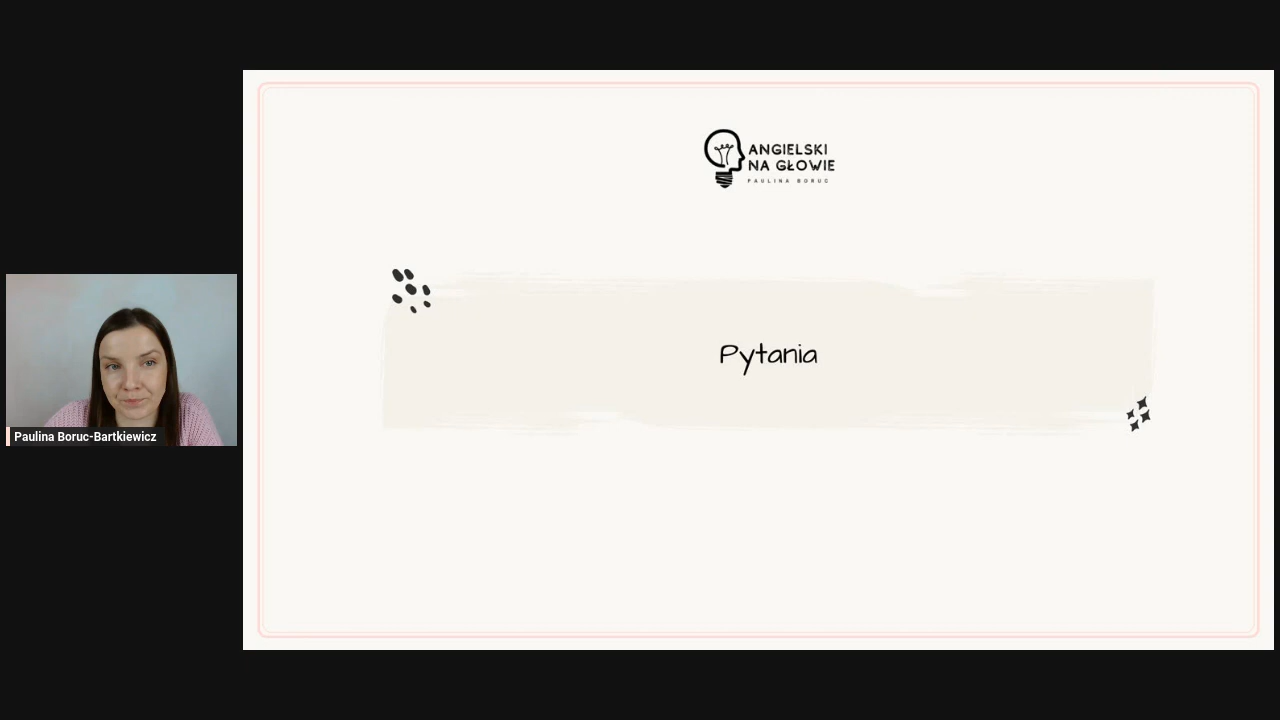 ANGIELSKI
NA GŁOWIE
PAULINA BORUC
Pytania
Paulina Boruc-Bartkiewicz